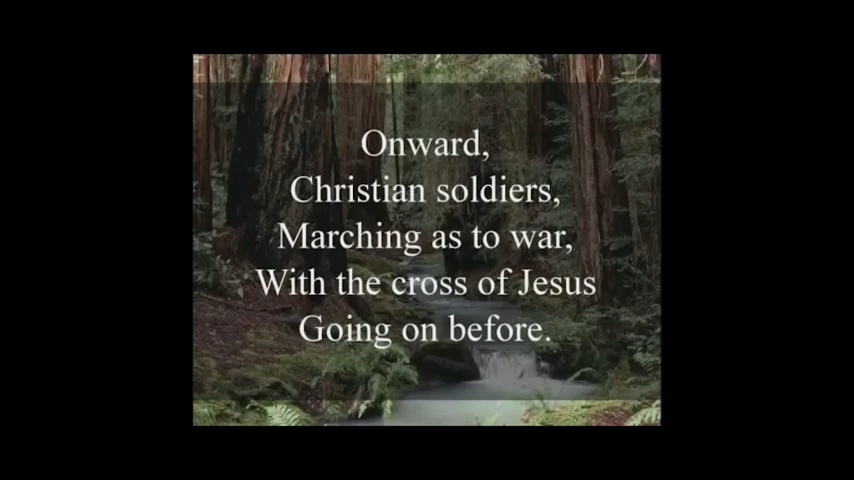 Onward,
Christian soldiers,
Marching as to war,
With the cross of Jesus
Going on before.